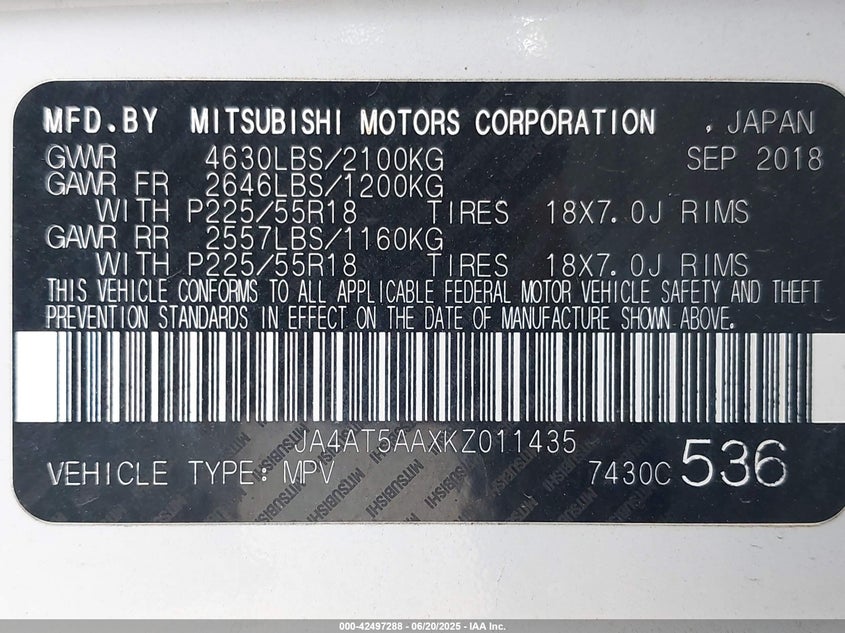 MFD.BY MITSUBISHI MOTORS CORPORATION , JAPAN
GVWR 4630LBS/2100KG SEP 2018
GAWR FR 2646LBS/1200KG
WITH P225/55R18 TIRES 18X7.0J RIMS
GAWR RR 2557LBS/1160KG
WITH P225/55R18 TIRES 18X7.0J RIMS
THIS VEHICLE CONFORMS TO ALL APPLICABLE FEDERAL MOTOR VEHICLE SAFETY AND THEFT
PREVENTION STANDARDS IN EFFECT ON THE DATE OF MANUFACTURE SHOWN ABOVE.
JA4AT5AAXKZ011435
VEHICLE TYPE: MPV 7430C 536
000-42497288 - 06/20/2025 - IAA Inc.